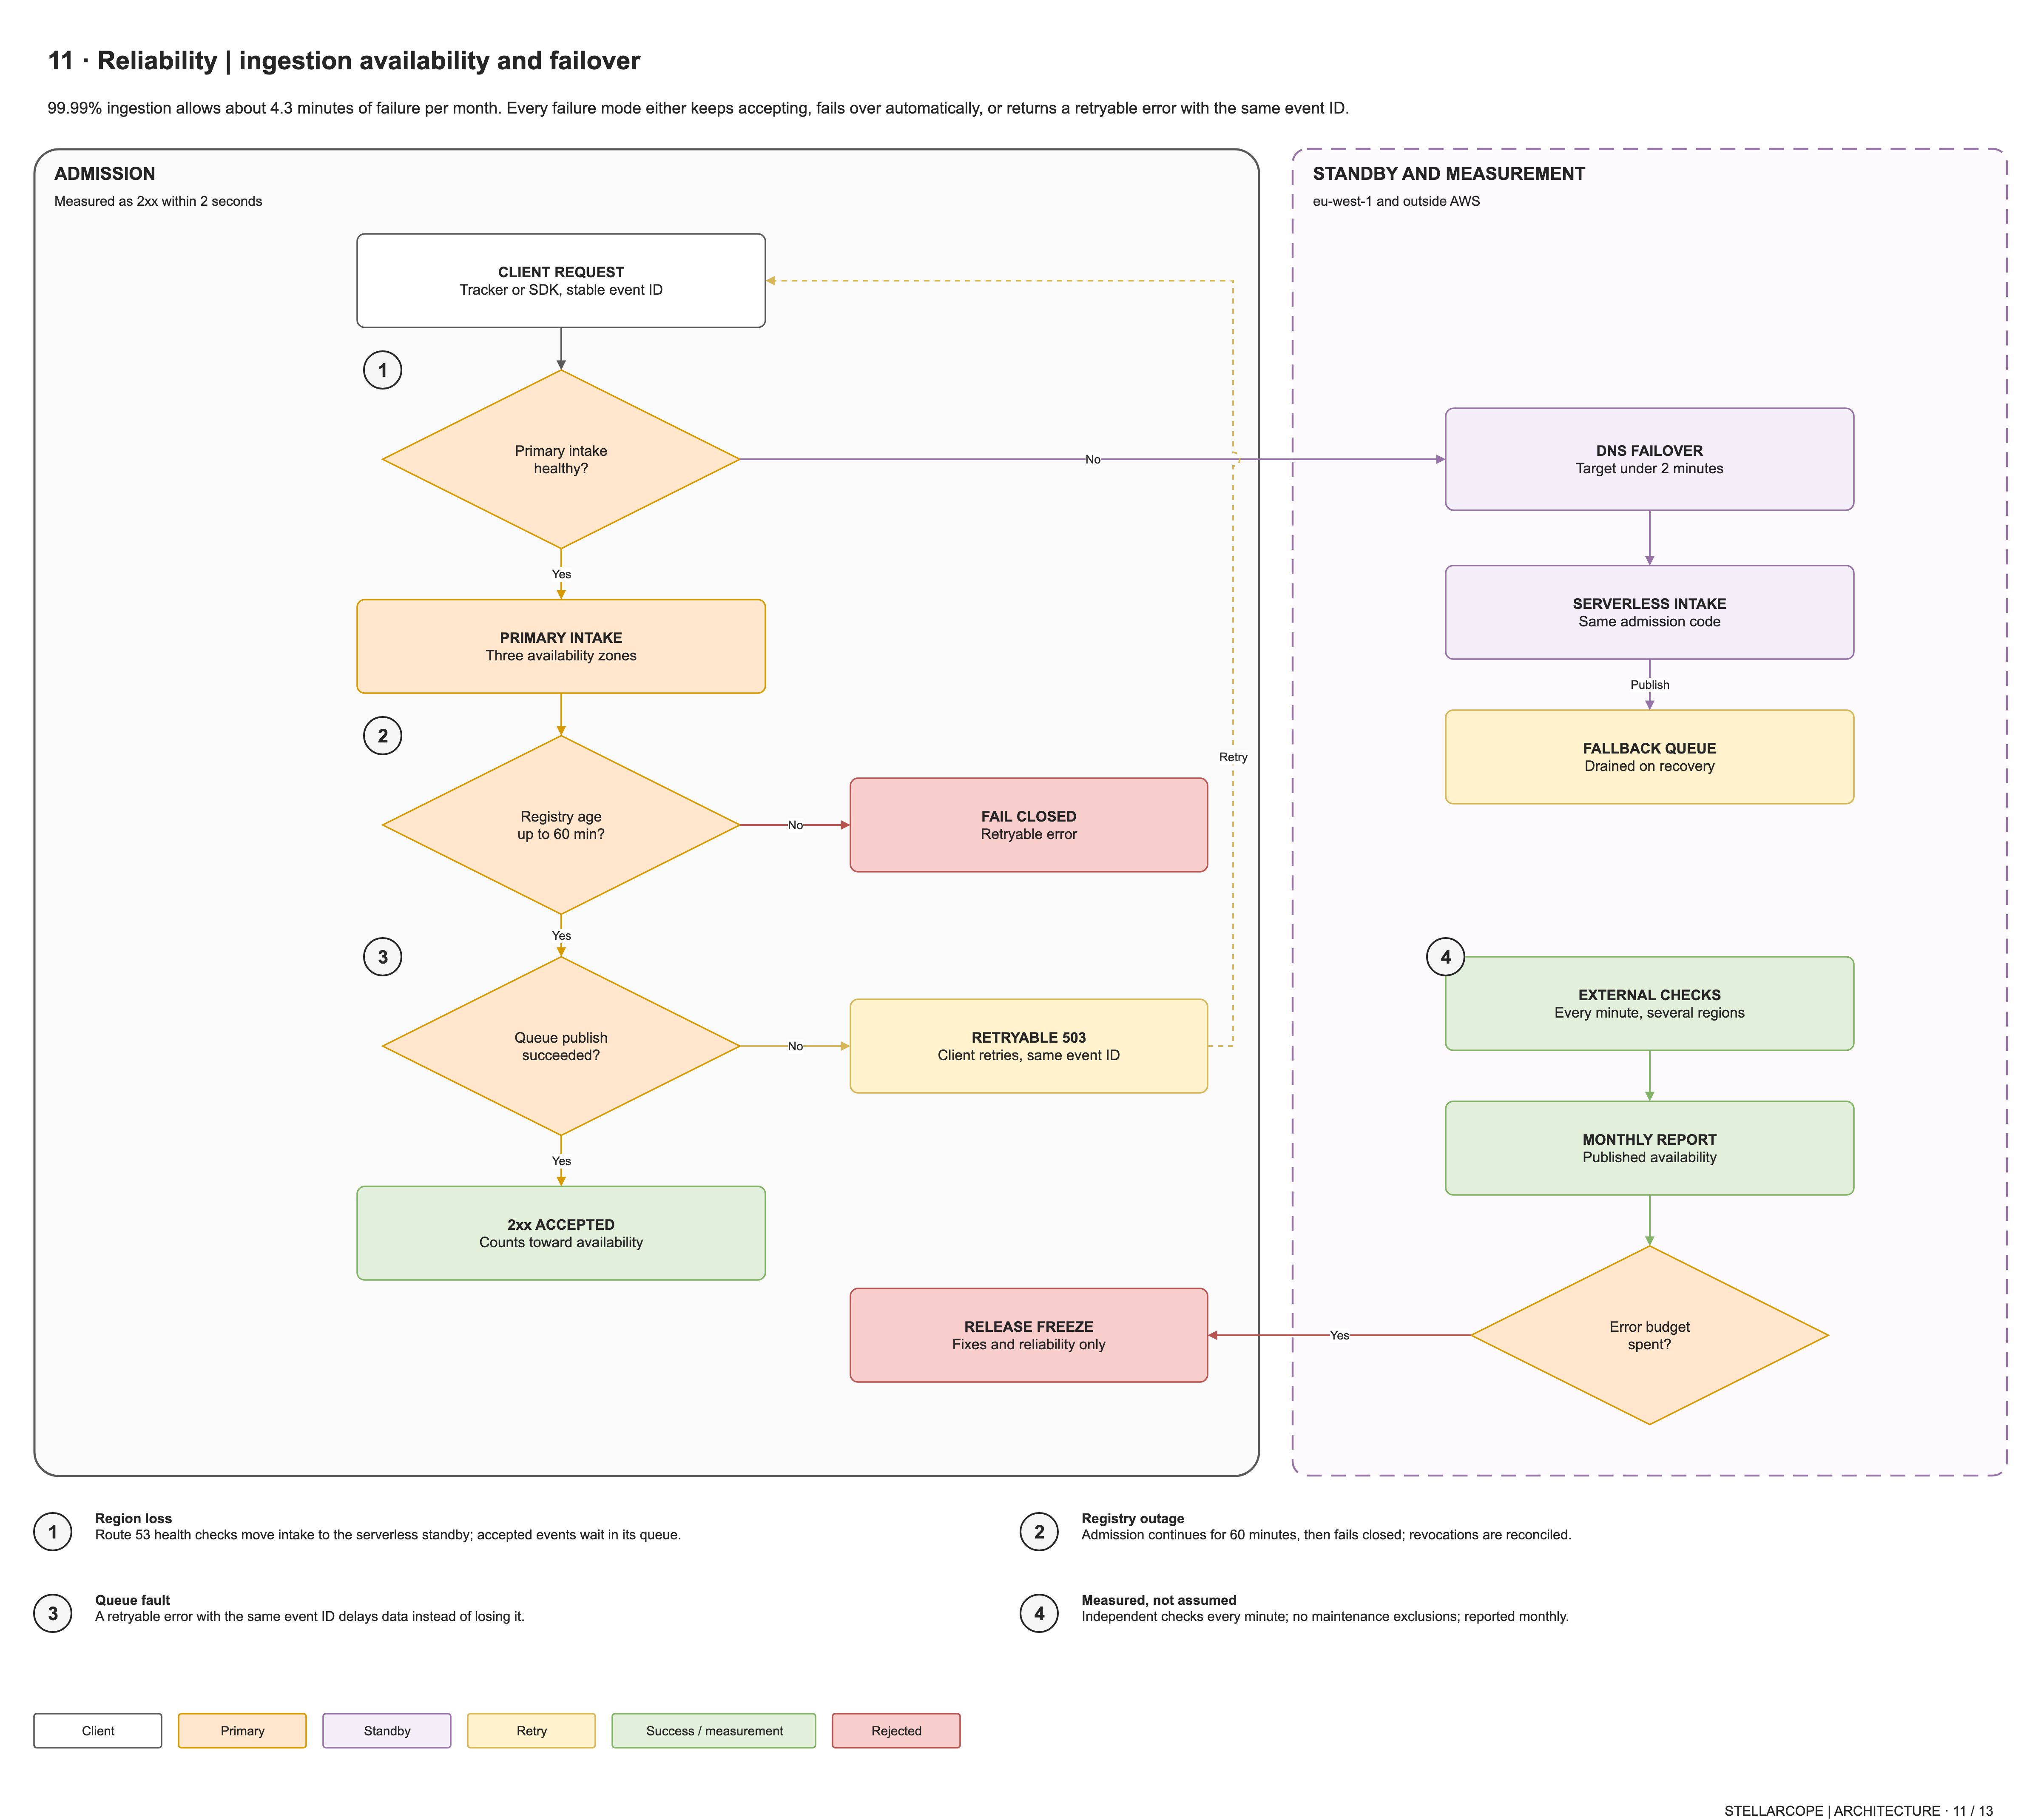 11 · Reliability | ingestion availability and failover
99.99% ingestion allows about 4.3 minutes of failure per month. Every failure mode either keeps accepting, fails over automatically, or returns a retryable error with the same event ID.
ADMISSION
Measured as 2xx within 2 seconds
CLIENT REQUEST
Tracker or SDK, stable event ID
1
Primary intake
healthy?
No
Yes
PRIMARY INTAKE
Three availability zones
2
Registry age
up to 60 min?
No
FAIL CLOSED
Retryable error
Retry
Yes
3
Queue publish
succeeded?
No
RETRYABLE 503
Client retries, same event ID
Yes
2xx ACCEPTED
Counts toward availability
RELEASE FREEZE
Fixes and reliability only
STANDBY AND MEASUREMENT
eu-west-1 and outside AWS
DNS FAILOVER
Target under 2 minutes
SERVERLESS INTAKE
Same admission code
Publish
FALLBACK QUEUE
Drained on recovery
4
EXTERNAL CHECKS
Every minute, several regions
MONTHLY REPORT
Published availability
Error budget
spent?
Yes
1
Region loss
Route 53 health checks move intake to the serverless standby; accepted events wait in its queue.
2
Registry outage
Admission continues for 60 minutes, then fails closed; revocations are reconciled.
3
Queue fault
A retryable error with the same event ID delays data instead of losing it.
4
Measured, not assumed
Independent checks every minute; no maintenance exclusions; reported monthly.
Client
Primary
Standby
Retry
Success / measurement
Rejected
STELLARCOPE | ARCHITECTURE · 11 / 13